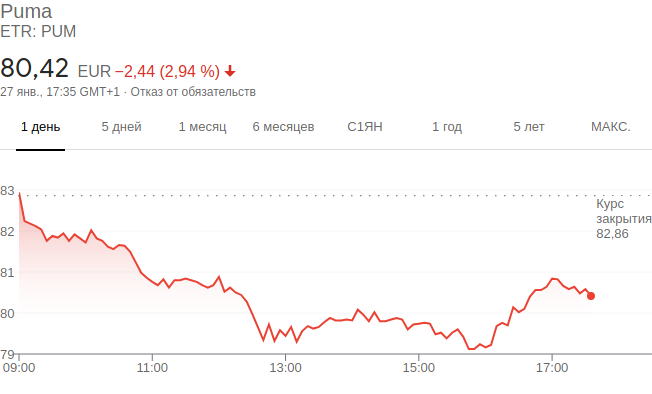 Puma
ETR: PUM
80,42 EUR −2,44 (2,94 %)
27 янв., 17:35 GMT+1 · Отказ от обязательств
1 день 5 дней 1 месяц 6 месяцев С1ЯН 1 год 5 лет МАКС.
83
Курс
закрытия
82,86
82
81
80
79
09:00 11:00 13:00 15:00 17:00